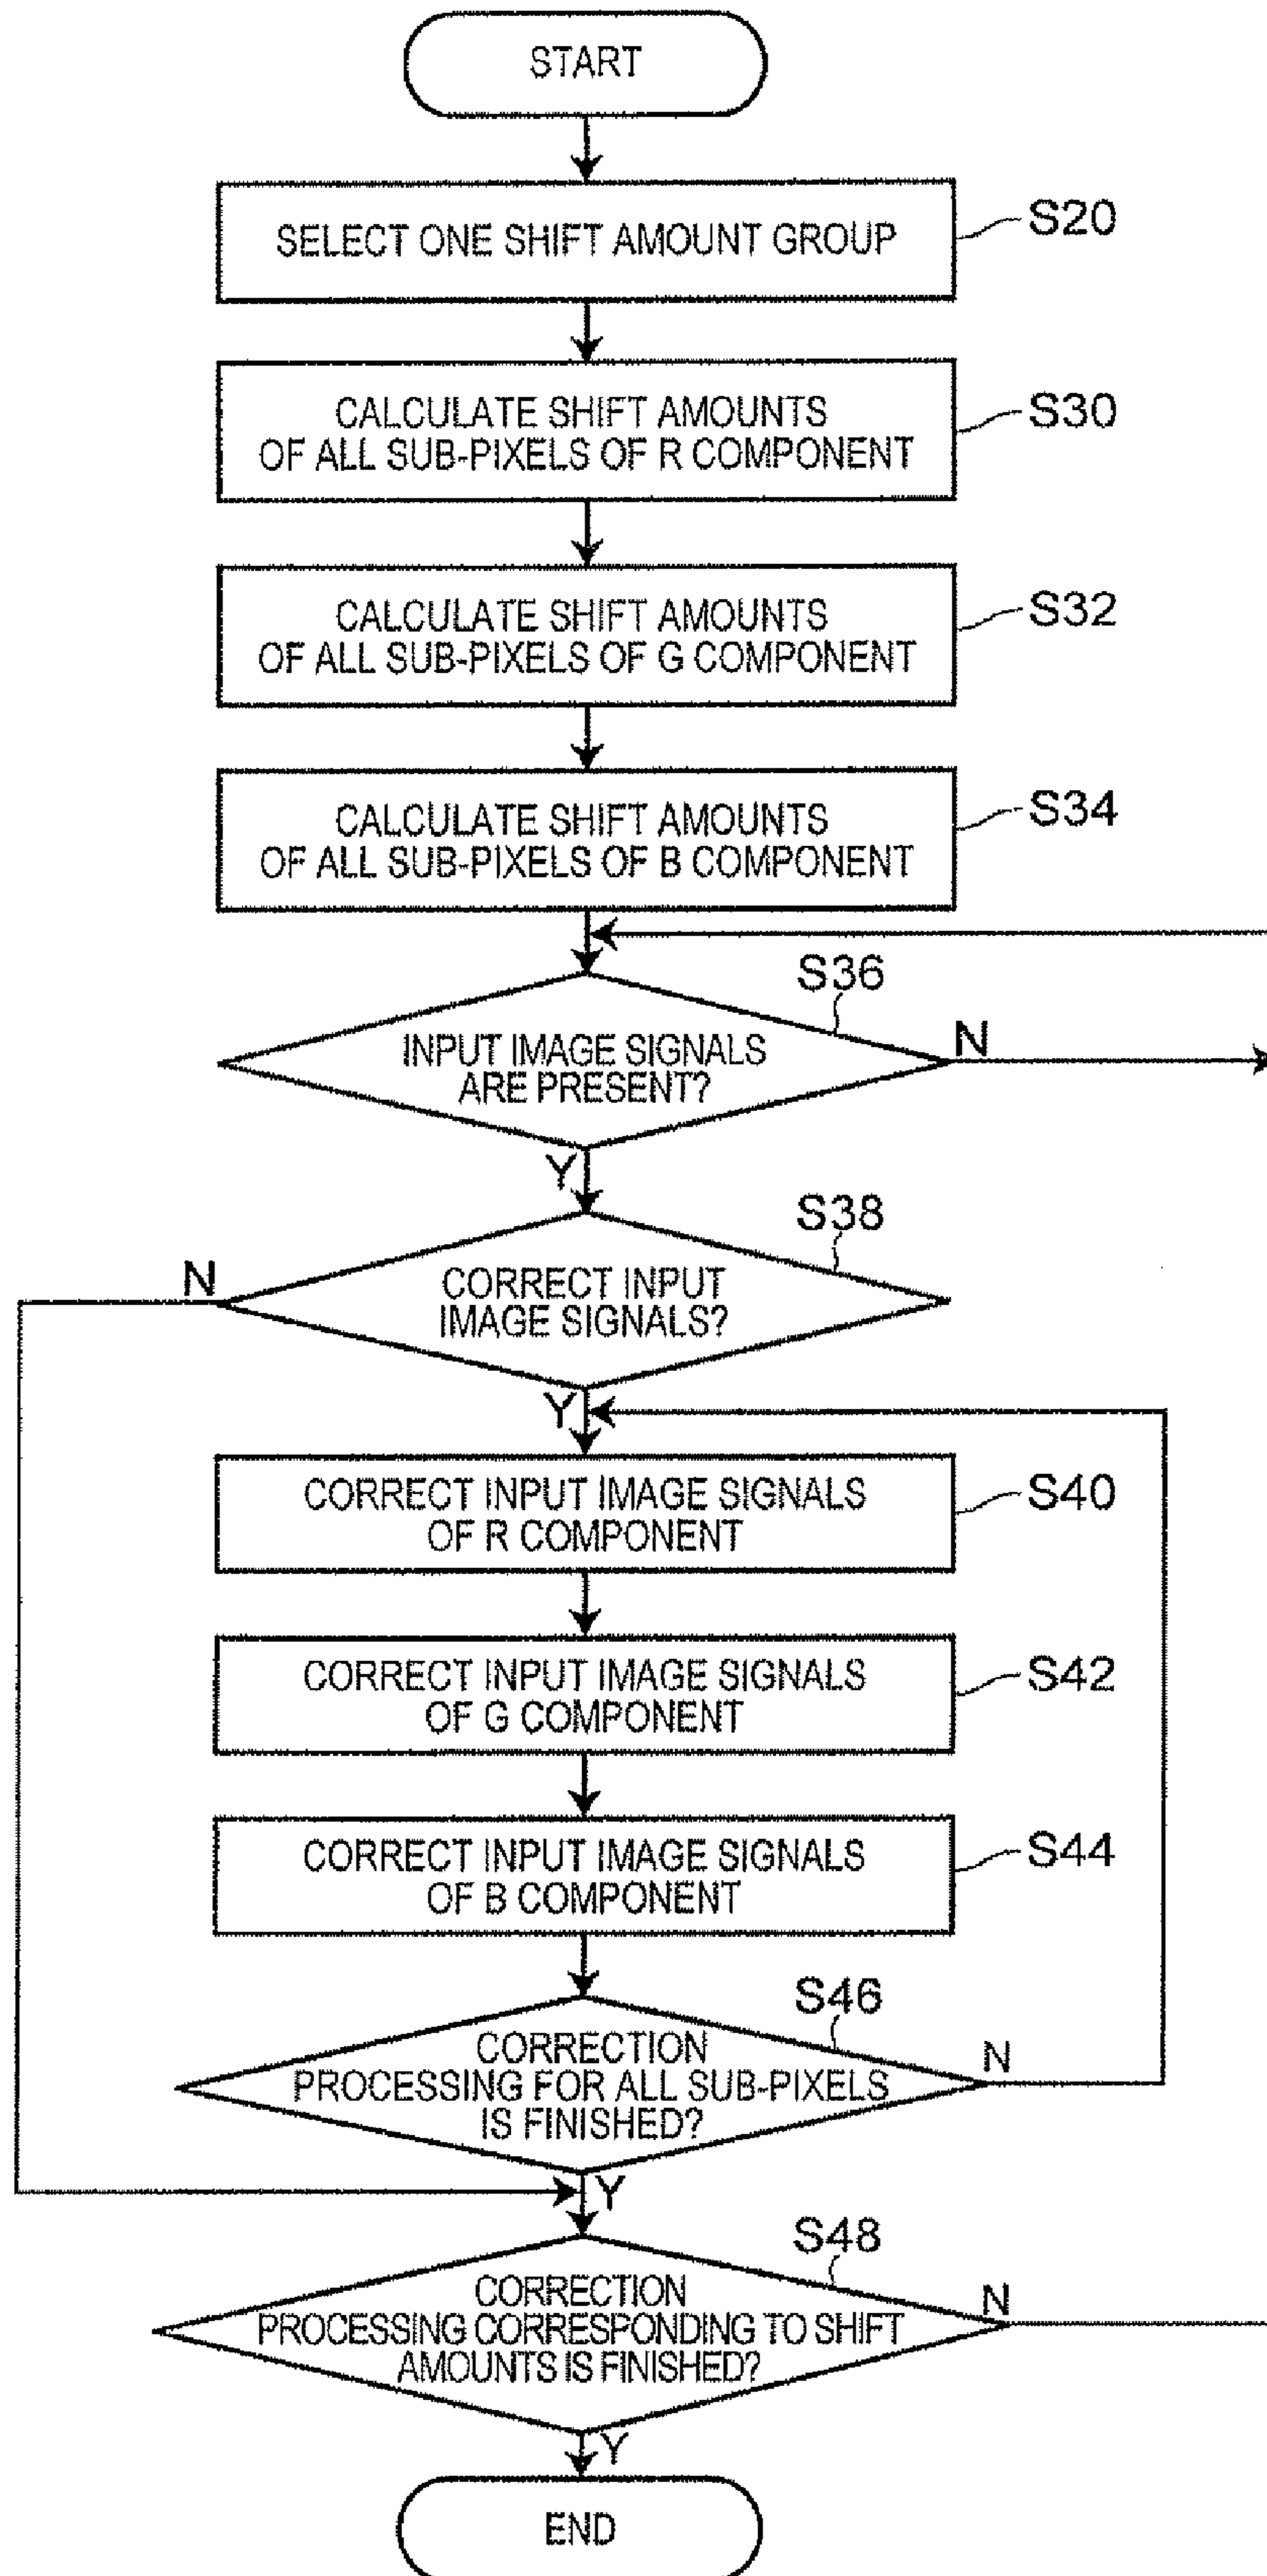 START
SELECT ONE SHIFT AMOUNT GROUP
S20
CALCULATE SHIFT AMOUNTS
OF ALL SUB-PIXELS OF R COMPONENT
S30
CALCULATE SHIFT AMOUNTS
OF ALL SUB-PIXELS OF G COMPONENT
S32
CALCULATE SHIFT AMOUNTS
OF ALL SUB-PIXELS OF B COMPONENT
S34
S36
INPUT IMAGE SIGNALS
ARE PRESENT?
N
Y
S38
N
CORRECT INPUT
IMAGE SIGNALS?
Y
CORRECT INPUT IMAGE SIGNALS
OF R COMPONENT
S40
CORRECT INPUT IMAGE SIGNALS
OF G COMPONENT
S42
CORRECT INPUT IMAGE SIGNALS
OF B COMPONENT
S44
S46
CORRECTION
PROCESSING FOR ALL SUB-PIXELS
IS FINISHED?
N
Y
S48
CORRECTION
PROCESSING CORRESPONDING TO SHIFT
AMOUNTS IS FINISHED?
N
Y
END